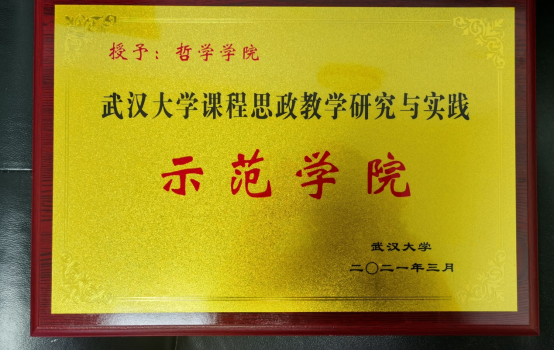 授予：哲学学院
武汉大学课程思政教学研究与实践
示范学院
武汉大学
二〇二一年三月